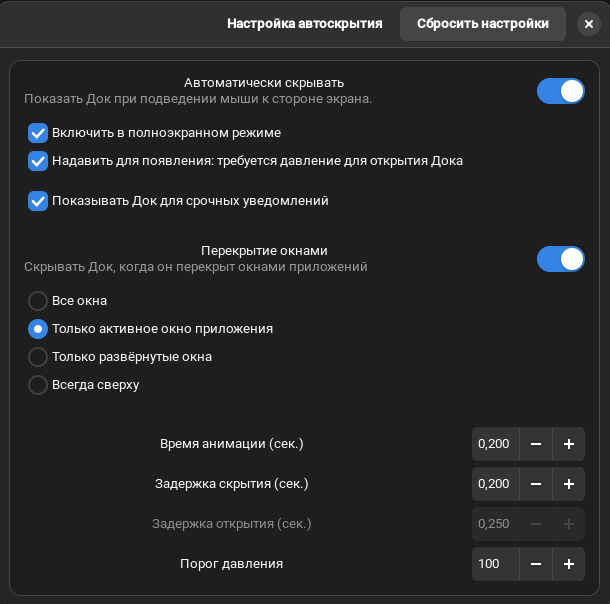 Настройка автоскрытия
Сбросить настройки
Автоматически скрывать
Показать Док при подведении мыши к стороне экрана.
Включить в полноэкранном режиме
Надавить для появления: требуется давление для открытия Дока
Показывать Док для срочных уведомлений
Перекрытие окнами
Скрывать Док, когда он перекрыт окнами приложений
Все окна
Только активное окно приложения
Только развёрнутые окна
Всегда сверху
Время анимации (сек.) 0,200
Задержка скрытия (сек.) 0,200
Задержка открытия (сек.) 0,250
Порог давления 100